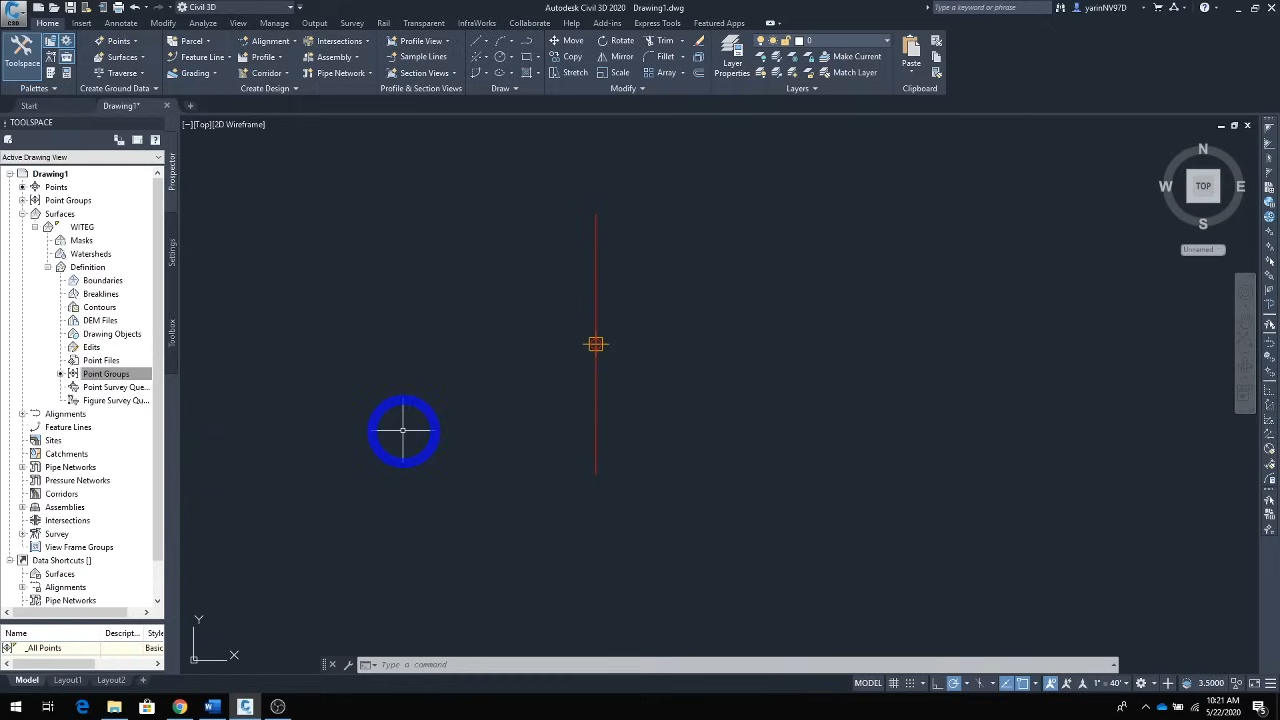 Civil 3D
Autodesk Civil 3D 2020 Drawing1.dwg
Type a keyword or phrase
yarinNV97D
C3D
Home Insert Annotate Modify Analyze View Manage Output Survey Rail Transparent InfraWorks Collaborate Help Add-ins Express Tools Featured Apps
Toolspace
Points
Surfaces
Traverse
Parcel
Feature Line
Grading
Alignment
Profile
Corridor
Intersections
Assembly
Pipe Network
Profile View
Sample Lines
Section Views
Move
Copy
Stretch
Rotate
Mirror
Scale
Trim
Fillet
Array
Layer
Properties
0
Make Current
Match Layer
Paste
Palettes Create Ground Data Create Design Profile & Section Views Draw Modify Layers Clipboard
Start Drawing1*
TOOLSPACE
Active Drawing View
Drawing1
Points
Point Groups
Surfaces
WITEG
Masks
Watersheds
Definition
Boundaries
Breaklines
Contours
DEM Files
Drawing Objects
Edits
Point Files
Point Groups
Point Survey Que...
Figure Survey Qu...
Alignments
Feature Lines
Sites
Catchments
Pipe Networks
Pressure Networks
Corridors
Assemblies
Intersections
Survey
View Frame Groups
Data Shortcuts []
Surfaces
Alignments
Pipe Networks
Prospector
Settings
Toolbox
Name Descript... Style
_All Points Basic
[−][Top][2D Wireframe]
N
W TOP E
S
Unnamed
Y
X
Type a command
Model Layout1 Layout2
MODEL 1" = 40' 3.5000
10:21 AM
5/22/2020